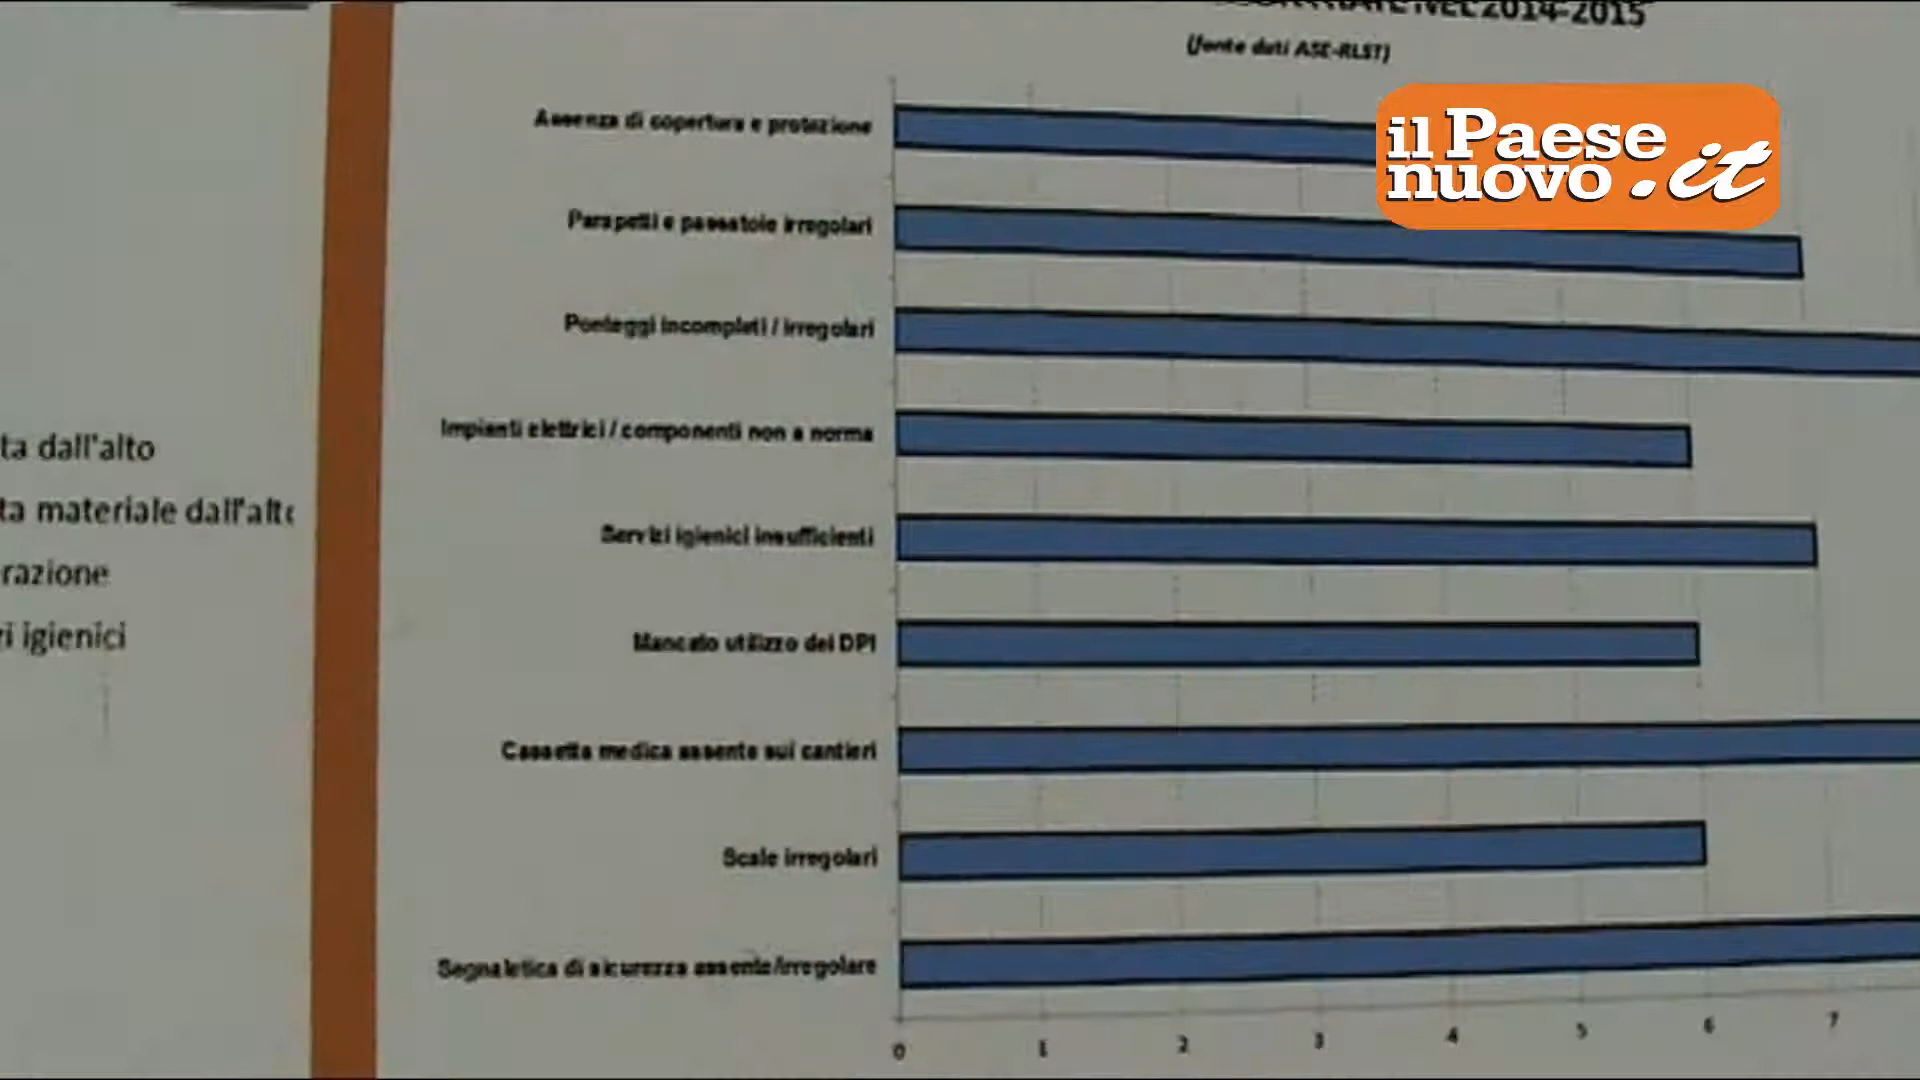 NEL 2014-2015
(fonte dati ASE-RLST)
il Paese
nuovo.it
Assenza di copertura e protezione
Parapetti e passatoie irregolari
Ponteggi incompleti / irregolari
Impianti elettrici / componenti non a norma
Servizi igienici insufficienti
Mancato utilizzo dei DPI
Cassetta medica assente sui cantieri
Scale irregolari
Segnaletica di sicurezza assente/irregolare
0 1 2 3 4 5 6 7
ta dall'alto
ta materiale dall'alto
razione
i igienici